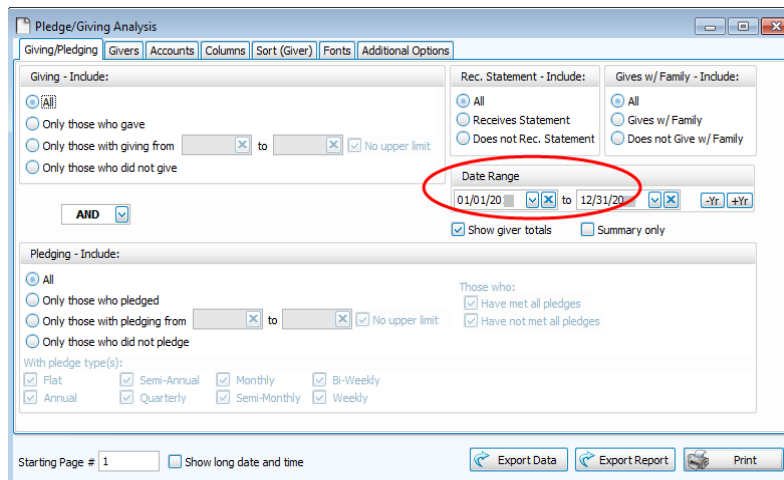 Pledge/Giving Analysis
Giving/Pledging Givers Accounts Columns Sort (Giver) Fonts Additional Options
Giving - Include:
All
Only those who gave
Only those with giving from to No upper limit
Only those who did not give
Rec. Statement - Include:
All
Receives Statement
Does not Rec. Statement
Gives w/ Family - Include:
All
Gives w/ Family
Does not Give w/ Family
Date Range
01/01/20 to 12/31/20 -Yr +Yr
AND
Show giver totals Summary only
Pledging - Include:
All
Only those who pledged
Only those with pledging from to No upper limit
Only those who did not pledge
Those who:
Have met all pledges
Have not met all pledges
With pledge type(s):
Flat Semi-Annual Monthly Bi-Weekly
Annual Quarterly Semi-Monthly Weekly
Starting Page # 1 Show long date and time Export Data Export Report Print